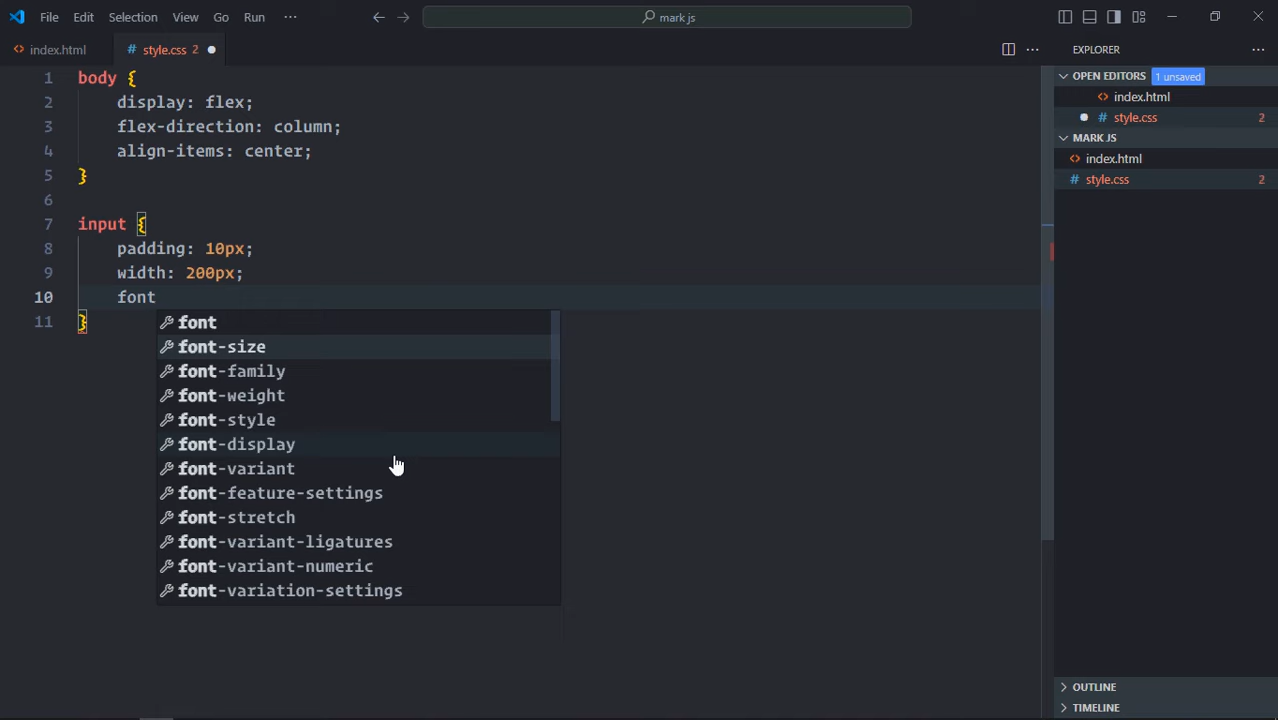 File Edit Selection View Go Run ··· mark js
index.html # style.css 2
EXPLORER
1 body {
2 display: flex;
3 flex-direction: column;
4 align-items: center;
5 }
6
7 input {
8 padding: 10px;
9 width: 200px;
10 font
11 }
font
font-size
font-family
font-weight
font-style
font-display
font-variant
font-feature-settings
font-stretch
font-variant-ligatures
font-variant-numeric
font-variation-settings
OPEN EDITORS 1 unsaved
index.html
# style.css 2
MARK JS
index.html
# style.css 2
OUTLINE
TIMELINE